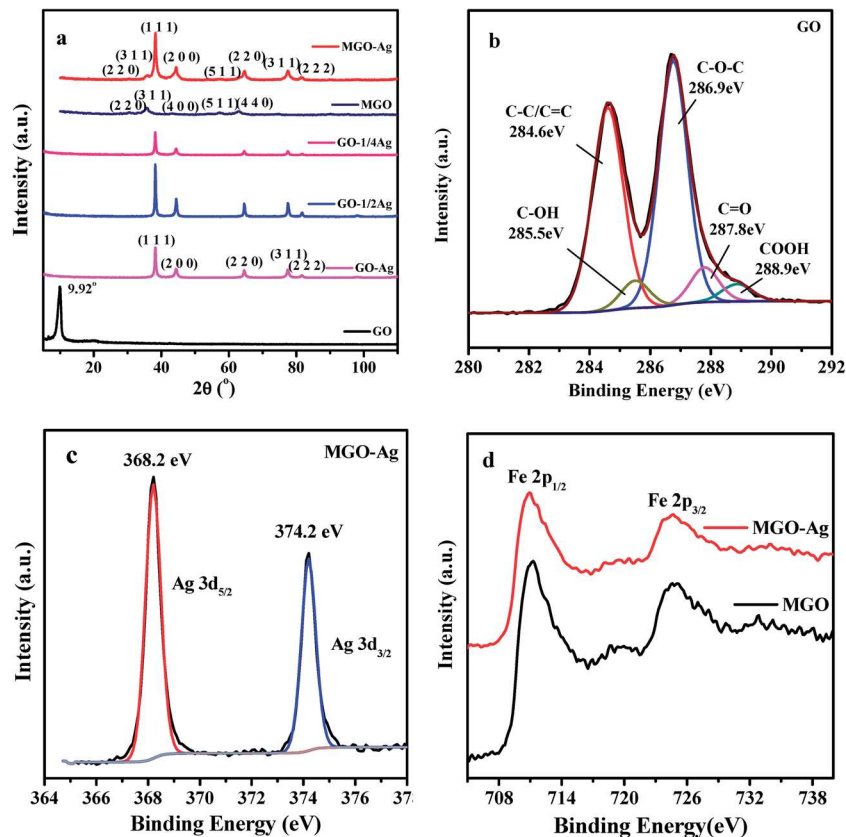 a
(1 1 1)
MGO-Ag
(3 1 1)
(2 0 0)
(2 2 0)
(2 2 0)
(5 1 1)
(3 1 1)
(2 2 2)
(3 1 1)
MGO
(2 2 0)
(4 0 0)
(5 1 1)
(4 4 0)
GO-1/4Ag
GO-1/2Ag
(1 1 1)
(2 0 0)
(2 2 0)
(3 1 1)
(2 2 2)
GO-Ag
9.92°
GO
Intensity (a.u.)
20 40 60 80 100
2θ (°)
b
GO
C-O-C
286.9eV
C-C/C=C
284.6eV
C-OH
285.5eV
C=O
287.8eV
COOH
288.9eV
Intensity (a.u.)
280 282 284 286 288 290 292
Binding Energy (eV)
c
MGO-Ag
368.2 eV
374.2 eV
Ag 3d5/2
Ag 3d3/2
Intensity (a.u.)
364 366 368 370 372 374 376 378
Binding Energy (eV)
d
Fe 2p1/2
Fe 2p3/2
MGO-Ag
MGO
Intensity (a.u.)
708 714 720 726 732 738
Binding Energy(eV)